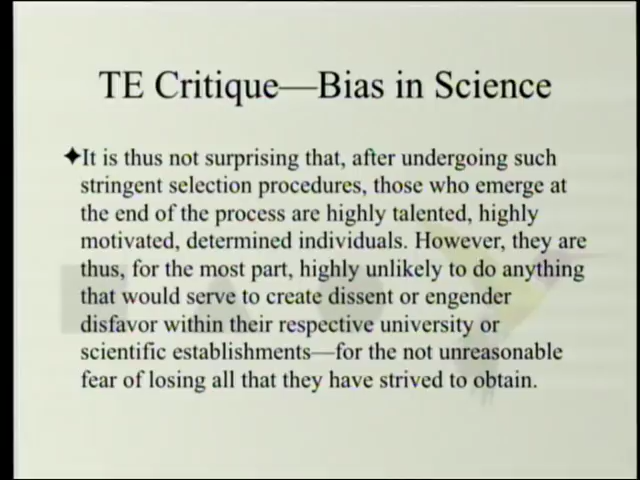 TE Critique—Bias in Science
✦It is thus not surprising that, after undergoing such
stringent selection procedures, those who emerge at
the end of the process are highly talented, highly
motivated, determined individuals. However, they are
thus, for the most part, highly unlikely to do anything
that would serve to create dissent or engender
disfavor within their respective university or
scientific establishments—for the not unreasonable
fear of losing all that they have strived to obtain.